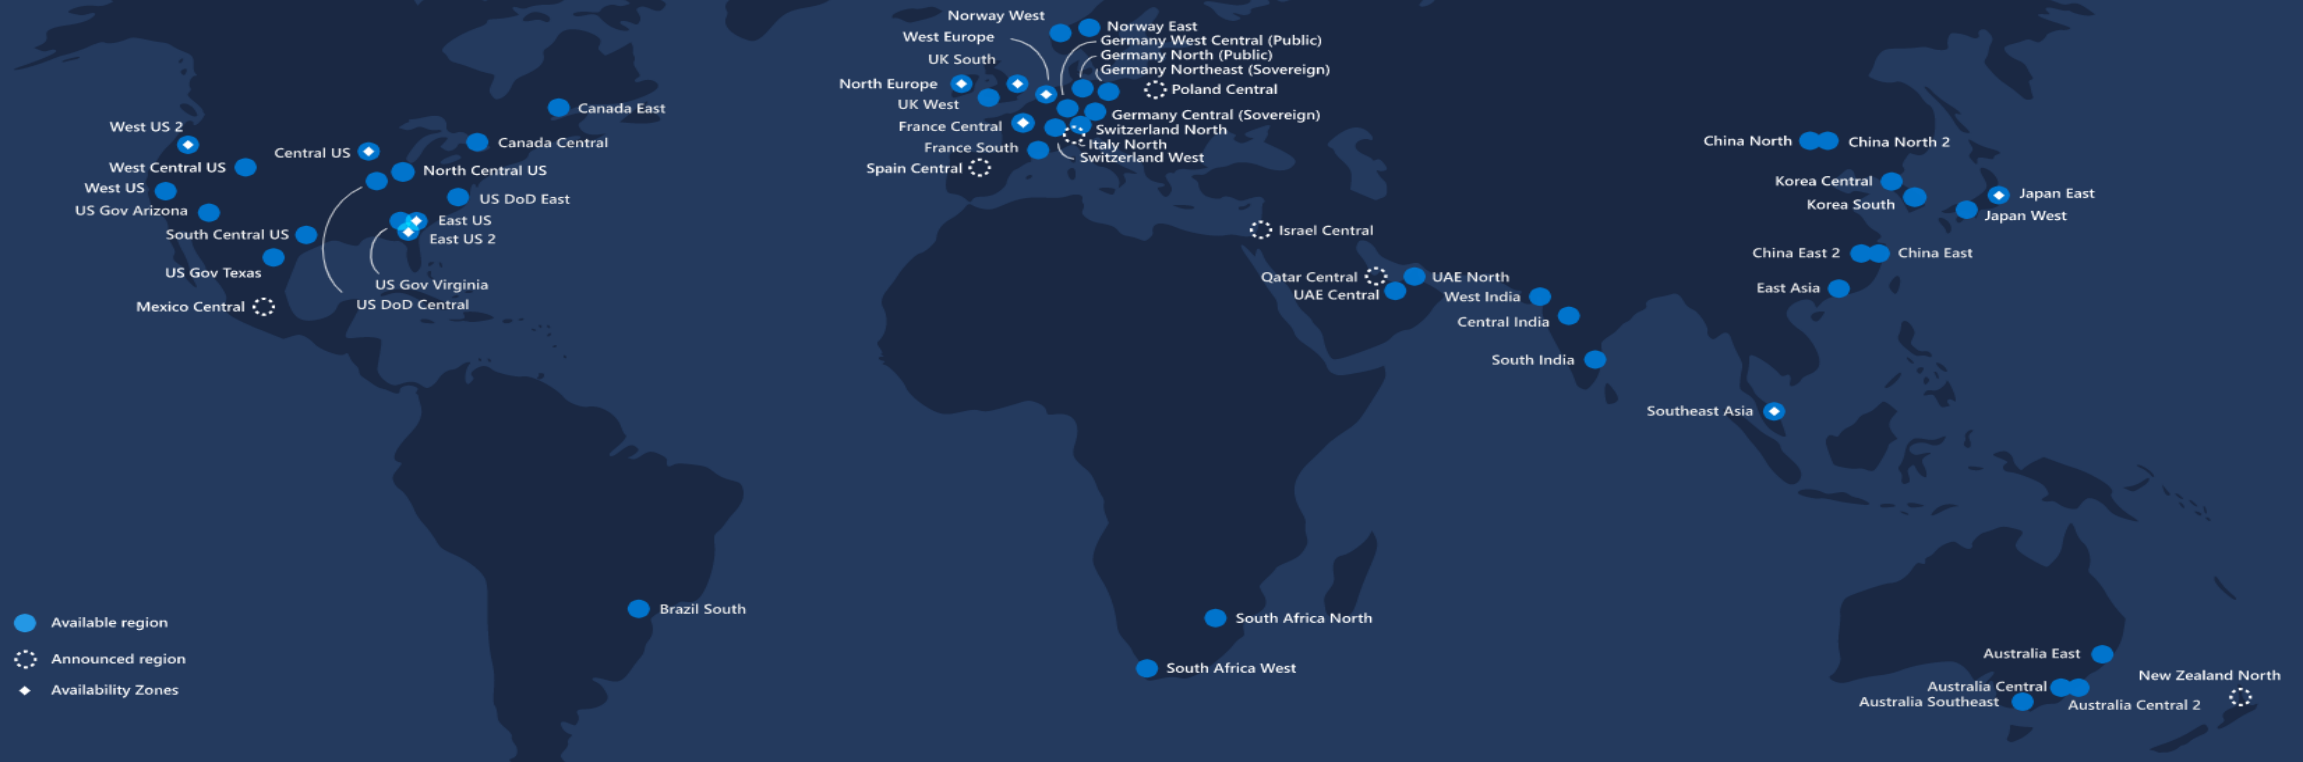 Norway West
Norway East
West Europe
Germany West Central (Public)
Germany North (Public)
UK South
Germany Northeast (Sovereign)
North Europe
Poland Central
UK West
Germany Central (Sovereign)
France Central
Switzerland North
Italy North
France South
Switzerland West
Spain Central
Canada East
West US 2
Canada Central
Central US
West Central US
North Central US
West US
US DoD East
US Gov Arizona
East US
South Central US
East US 2
US Gov Texas
US Gov Virginia
US DoD Central
Mexico Central
China North
China North 2
Korea Central
Japan East
Korea South
Japan West
Israel Central
China East 2
China East
Qatar Central
UAE North
UAE Central
West India
East Asia
Central India
South India
Southeast Asia
Brazil South
South Africa North
South Africa West
Available region
Announced region
Availability Zones
Australia East
New Zealand North
Australia Central
Australia Southeast
Australia Central 2